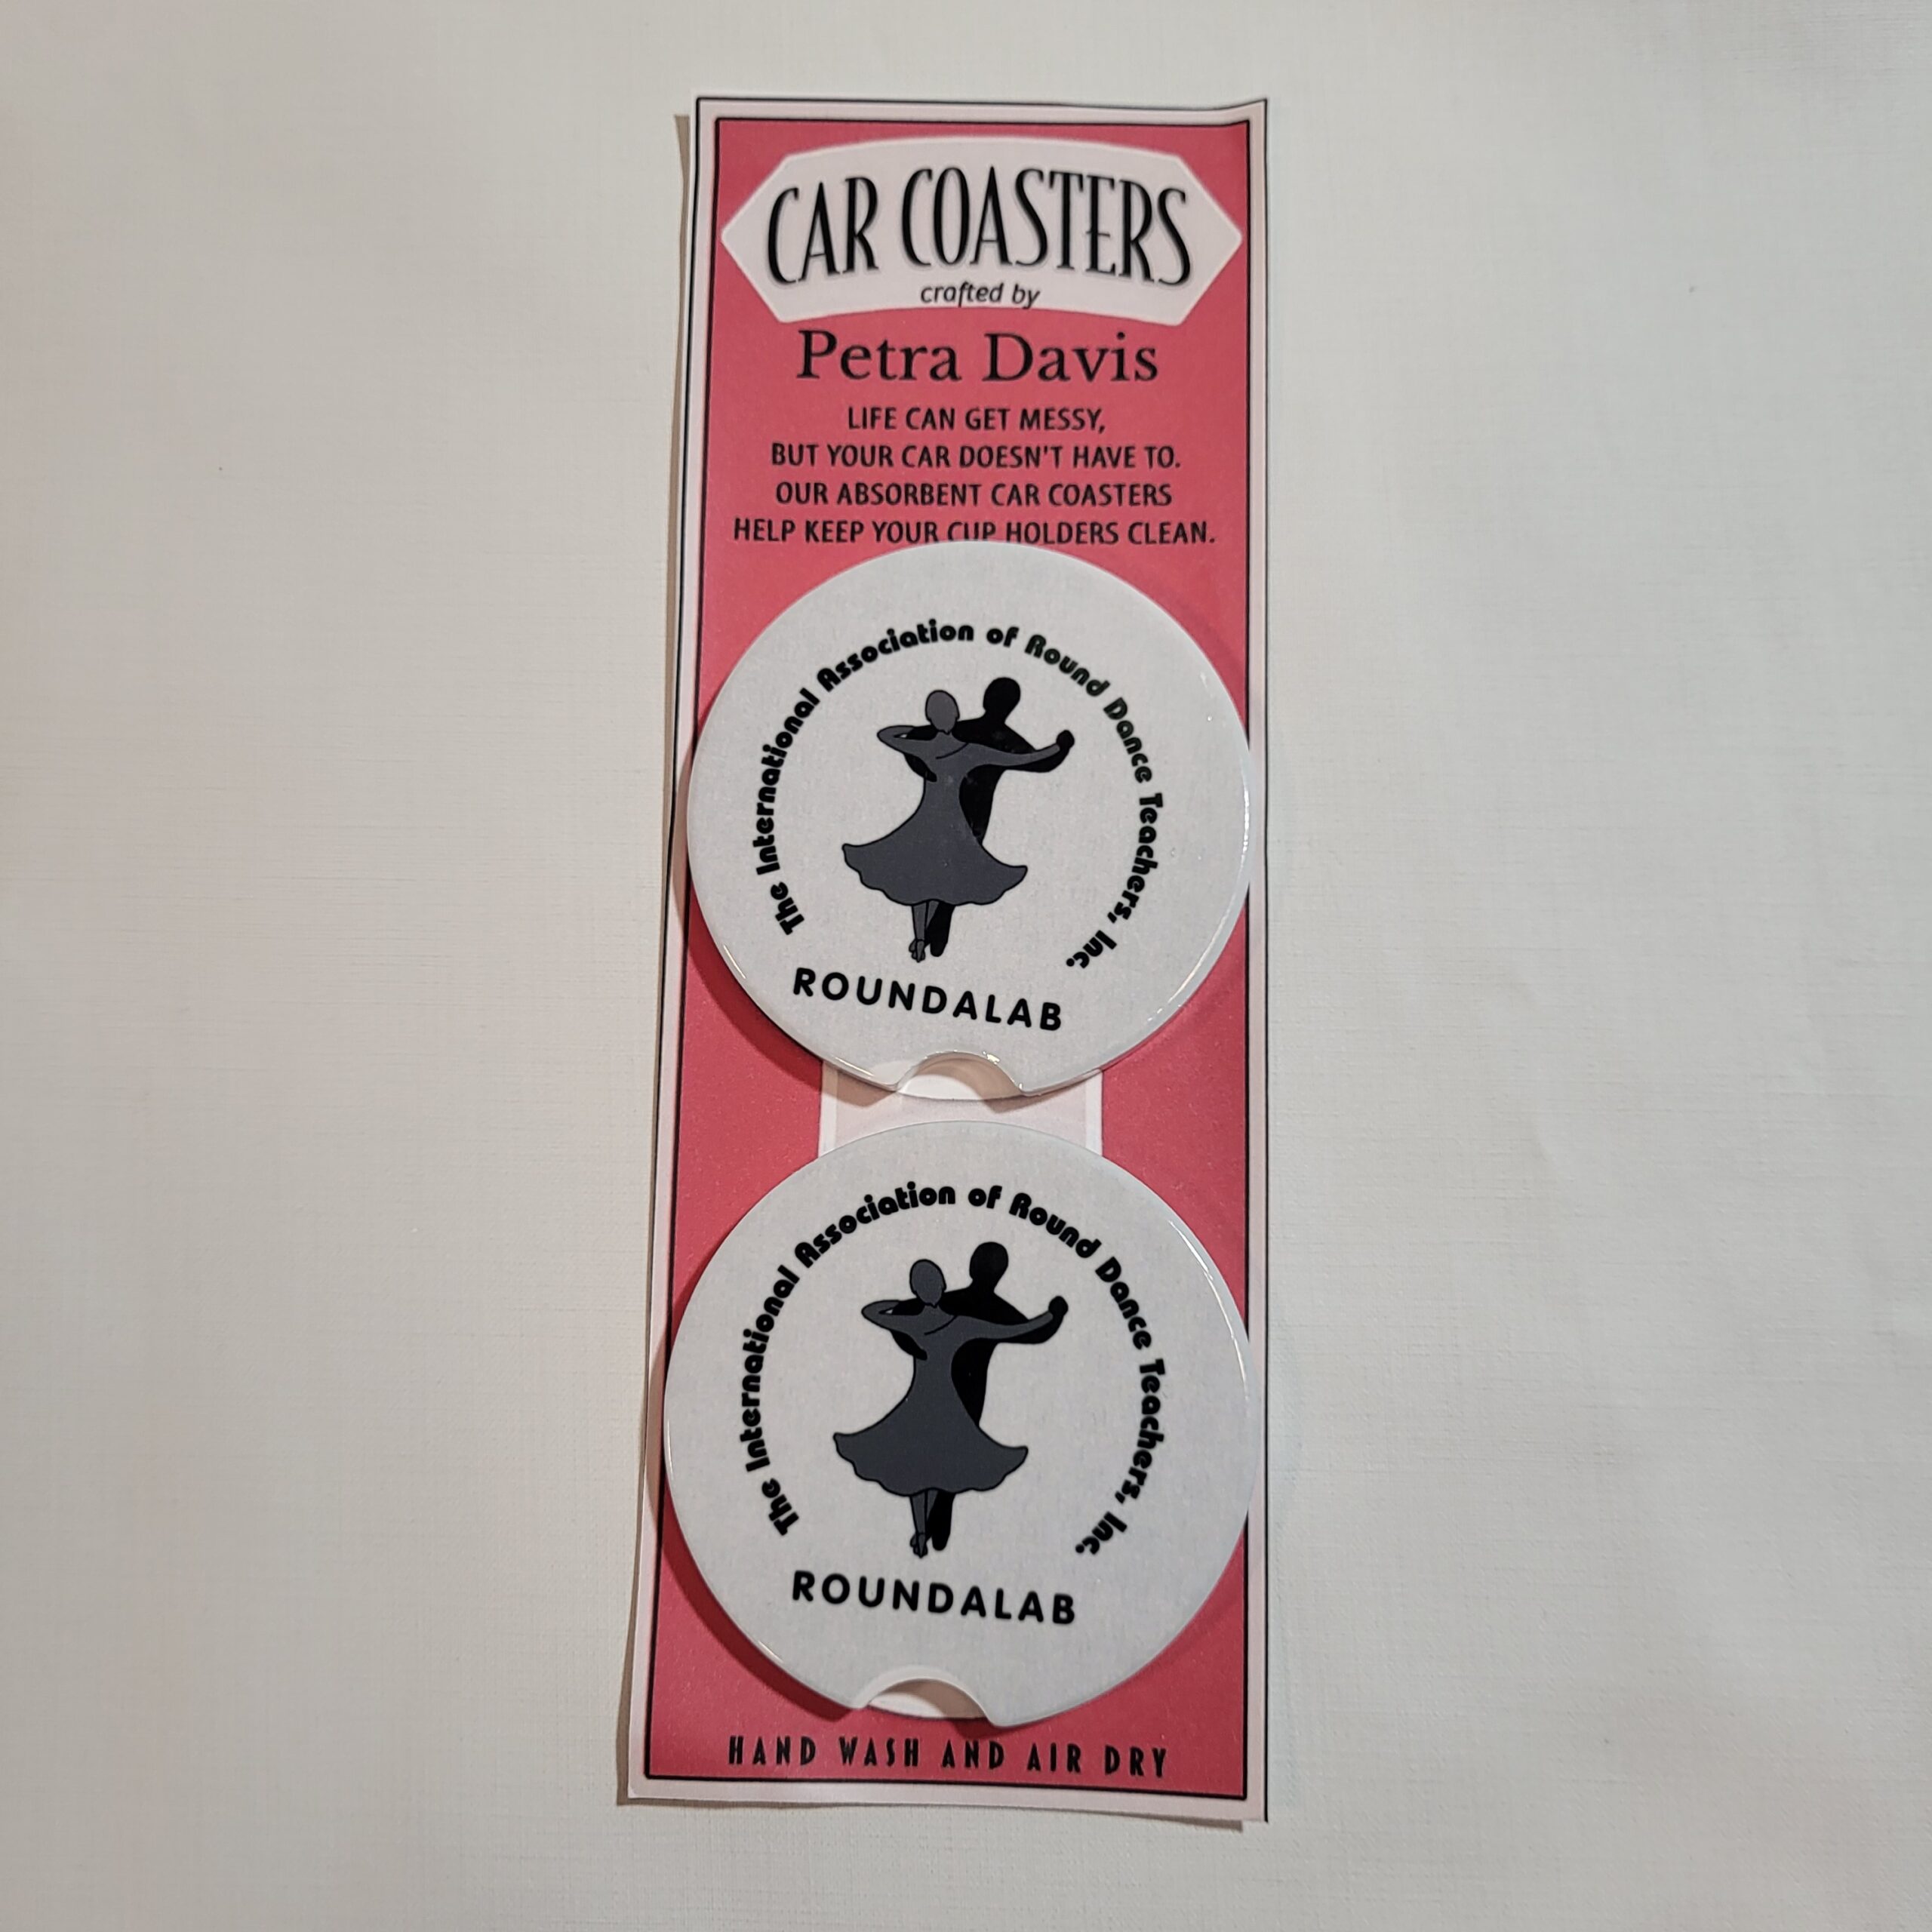 CAR COASTERS
crafted by
Petra Davis
LIFE CAN GET MESSY,
BUT YOUR CAR DOESN'T HAVE TO.
OUR ABSORBENT CAR COASTERS
HELP KEEP YOUR CUP HOLDERS CLEAN.
The International Association of Round Dance Teachers, Inc.
ROUNDALAB
The International Association of Round Dance Teachers, Inc.
ROUNDALAB
HAND WASH AND AIR DRY